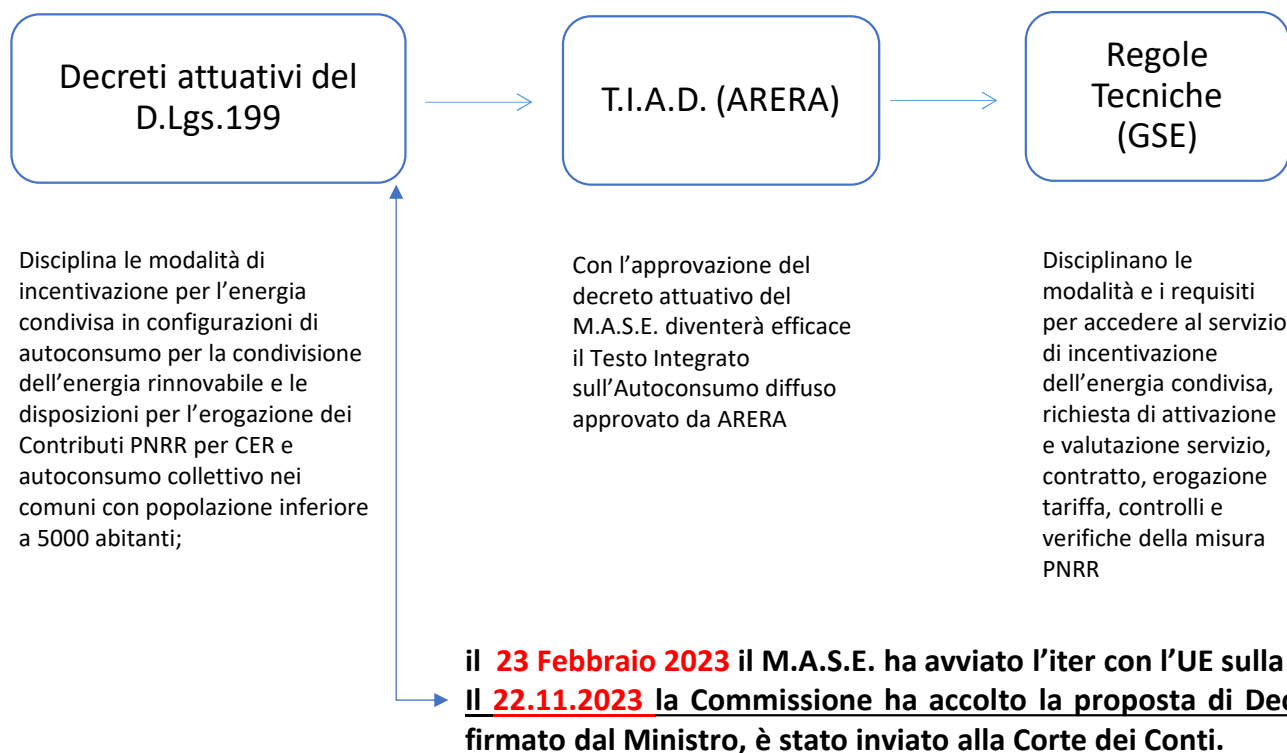 Decreti attuativi del
D.Lgs.199
T.I.A.D. (ARERA)
Regole
Tecniche
(GSE)
Disciplina le modalità di
incentivazione per l'energia
condivisa in configurazioni di
autoconsumo per la condivisione
dell'energia rinnovabile e le
disposizioni per l'erogazione dei
Contributi PNRR per CER e
autoconsumo collettivo nei
comuni con popolazione inferiore
a 5000 abitanti;
Con l'approvazione del
decreto attuativo del
M.A.S.E. diventerà efficace
il Testo Integrato
sull'Autoconsumo diffuso
approvato da ARERA
Disciplinano le
modalità e i requisiti
per accedere al servizio
di incentivazione
dell'energia condivisa,
richiesta di attivazione
e valutazione servizio,
contratto, erogazione
tariffa, controlli e
verifiche della misura
PNRR
il 23 Febbraio 2023 il M.A.S.E. ha avviato l'iter con l'UE sulla
Il 22.11.2023 la Commissione ha accolto la proposta di
firmato dal Ministro, è stato inviato alla Corte dei Conti.